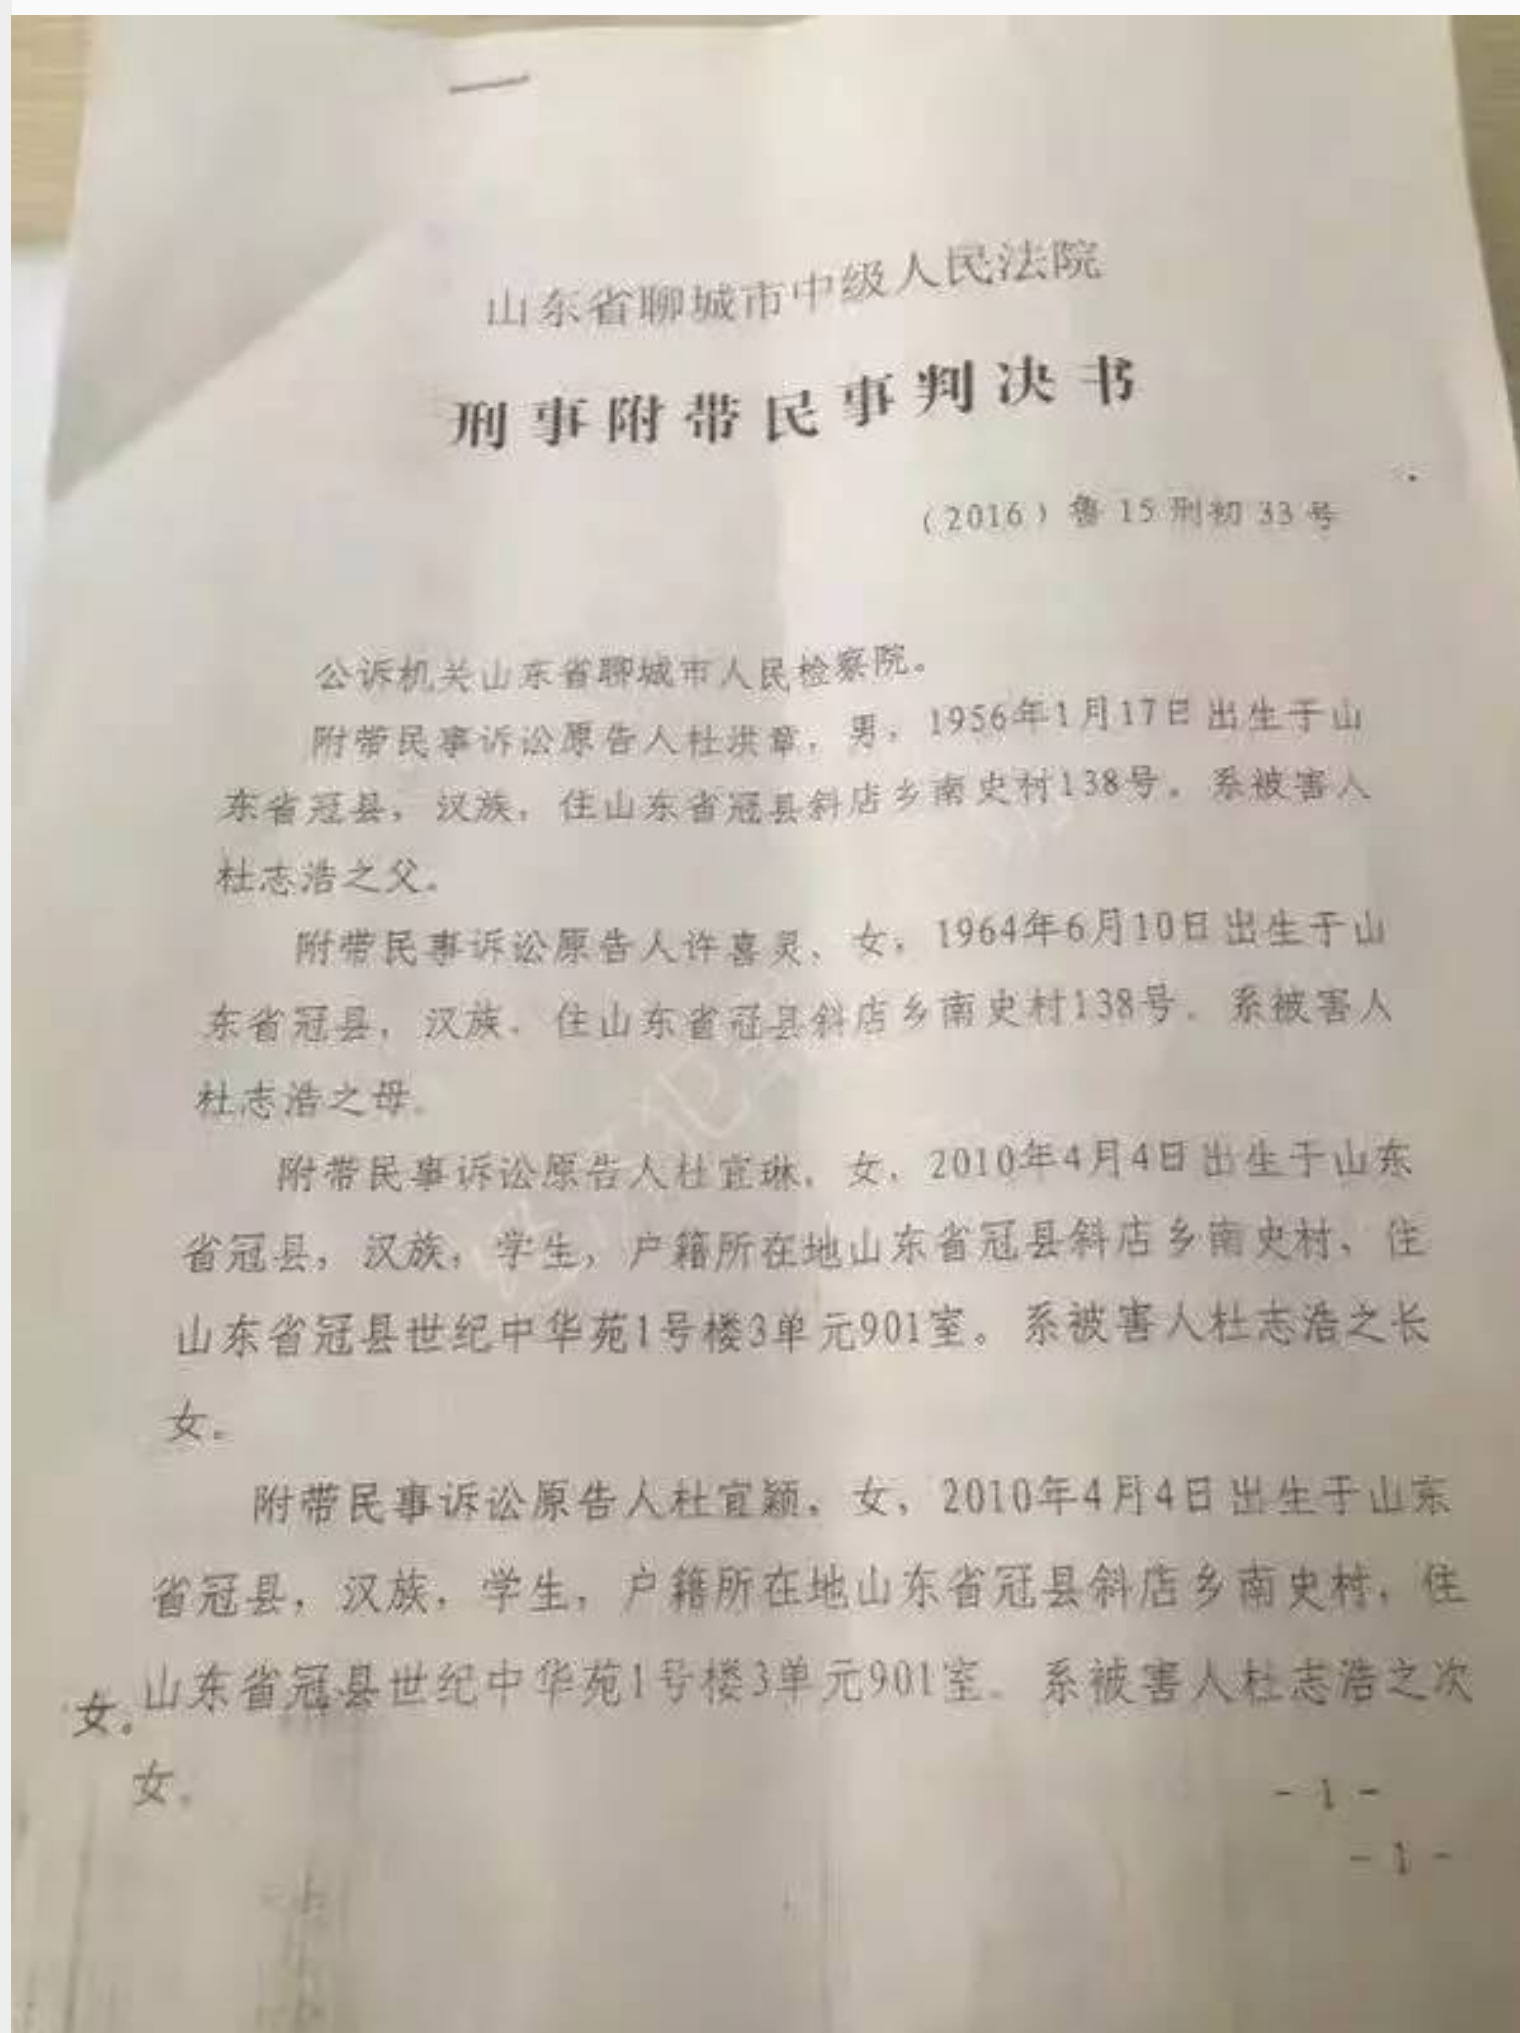 山东省聊城市中级人民法院
刑事附带民事判决书
（2016）鲁15刑初33号
公诉机关山东省聊城市人民检察院。
附带民事诉讼原告人杜洪章，男，1956年1月17日出生于山
东省冠县，汉族，住山东省冠县斜店乡南史村138号。系被害人
杜志浩之父。
附带民事诉讼原告人许喜灵，女，1964年6月10日出生于山
东省冠县，汉族，住山东省冠县斜店乡南史村138号。系被害人
杜志浩之母。
附带民事诉讼原告人杜宜琳，女，2010年4月4日出生于山东
省冠县，汉族，学生，户籍所在地山东省冠县斜店乡南史村，住
山东省冠县世纪中华苑1号楼3单元901室。系被害人杜志浩之长
女。
附带民事诉讼原告人杜宜颖，女，2010年4月4日出生于山东
省冠县，汉族，学生，户籍所在地山东省冠县斜店乡南史村，住
山东省冠县世纪中华苑1号楼3单元901室。系被害人杜志浩之次
女。
女。
- 1 -
- 1 -